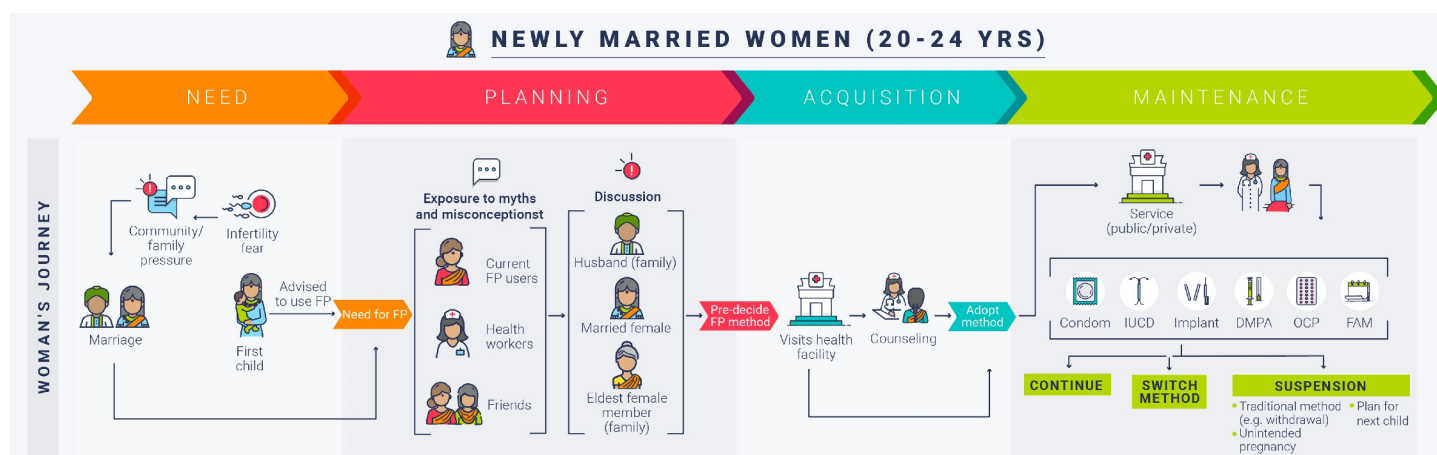 NEWLY MARRIED WOMEN (20-24 YRS)
NEED
PLANNING
ACQUISITION
MAINTENANCE
WOMAN'S JOURNEY
Community/
family
pressure
Infertility
fear
Marriage
First
child
Advised
to use FP
Need for FP
Exposure to myths
and misconceptionst
Current
FP users
Health
workers
Friends
Discussion
Husband (family)
Married female
Eldest female
member
(family)
Pre-decide
FP method
Visits health
facility
Counseling
Adopt
method
Service
(public/private)
Condom
IUCD
Implant
DMPA
OCP
FAM
CONTINUE
SWITCH
METHOD
SUSPENSION
• Traditional method
(e.g. withdrawal)
• Unintended
pregnancy
• Plan for
next child